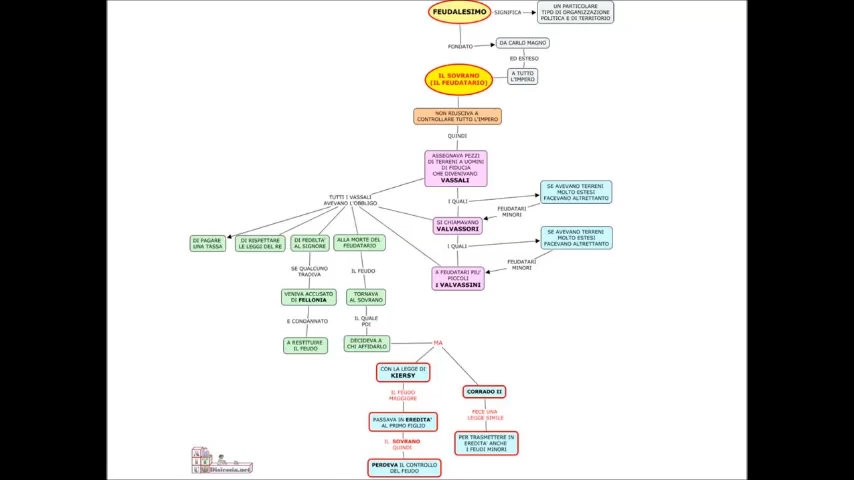 FEUDALESIMO
SIGNIFICA
UN PARTICOLARE
TIPO DI ORGANIZZAZIONE
POLITICA E DI TERRITORIO
FONDATO
DA CARLO MAGNO
ED ESTESO
A TUTTO
L'IMPERO
IL SOVRANO
(IL FEUDATARIO')
NON RIUSCIVA A
CONTROLLARE TUTTO L'IMPERO
QUINDI
ASSEGNAVA PEZZI
DI TERRENI A UOMINI
DI FIDUCIA
CHE DIVENIVANO
VASSALI
I QUALI
SE AVEVANO TERRENI
MOLTO ESTESI
FACEVANO ALTRETTANTO
FEUDATARI
MINORI
SI CHIAMAVANO
VALVASSORI
I QUALI
SE AVEVANO TERRENI
MOLTO ESTESI
FACEVANO ALTRETTANTO
FEUDATARI
MINORI
A FEUDATARI PIU'
PICCOLI
I VALVASSINI
TUTTI I VASSALI
AVEVANO L'OBBLIGO
DI PAGARE
UNA TASSA
DI RISPETTARE
LE LEGGI DEL RE
DI FEDELTA'
AL SIGNORE
ALLA MORTE DEL
FEUDATARIO
SE QUALCUNO
TRADIVA
IL FEUDO
VENIVA ACCUSATO
DI FELLONIA
TORNAVA
AL SOVRANO
E CONDANNATO
IL QUALE
POI
A RESTITUIRE
IL FEUDO
DECIDEVA A
CHI AFFIDARLO
MA
CON LA LEGGE DI
KIERSY
IL FEUDO
MAGGIORE
PASSAVA IN EREDITA'
AL PRIMO FIGLIO
IL SOVRANO
QUINDI
PERDEVA IL CONTROLLO
DEL FEUDO
CORRADO II
FECE UNA
LEGGE SIMILE
PER TRASMETTERE IN
EREDITA' ANCHE
I FEUDI MINORI